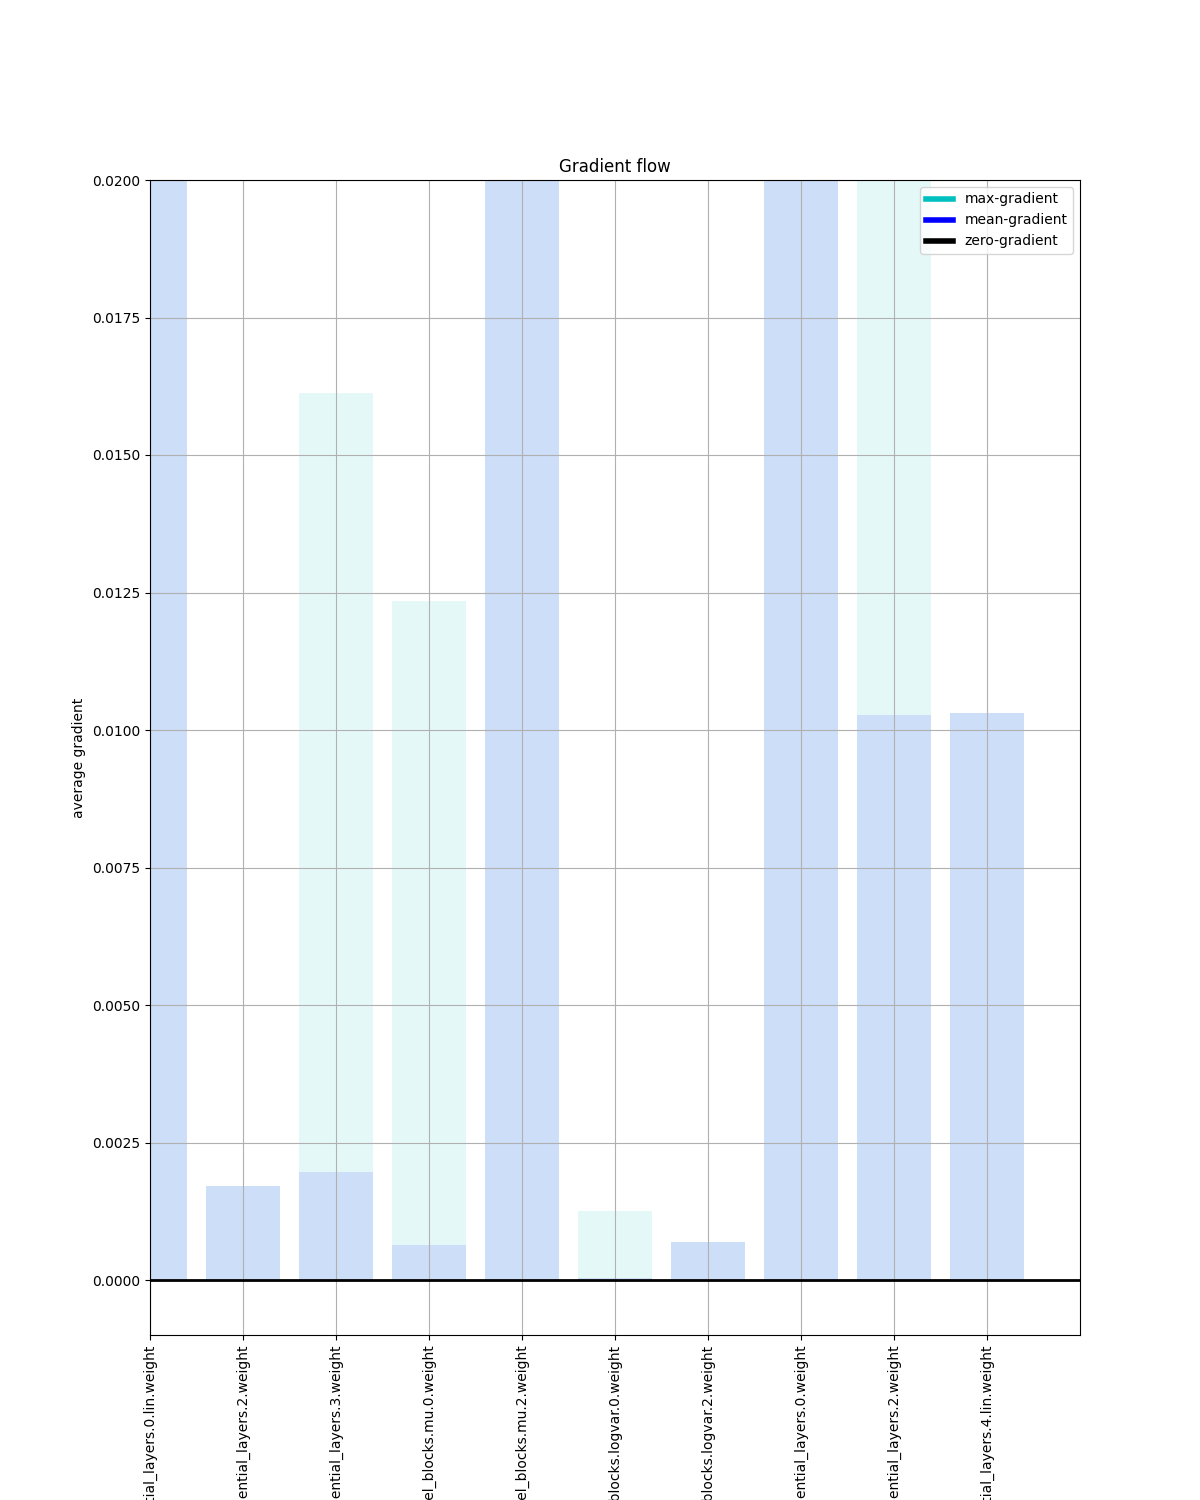 Gradient flow
max-gradient
mean-gradient
zero-gradient
0.0200
0.0175
0.0150
0.0125
0.0100
0.0075
0.0050
0.0025
0.0000
average gradient
tial_layers.0.lin.weight
ential_layers.2.weight
ential_layers.3.weight
el_blocks.mu.0.weight
el_blocks.mu.2.weight
blocks.logvar.0.weight
blocks.logvar.2.weight
ential_layers.0.weight
ential_layers.2.weight
tial_layers.4.lin.weight